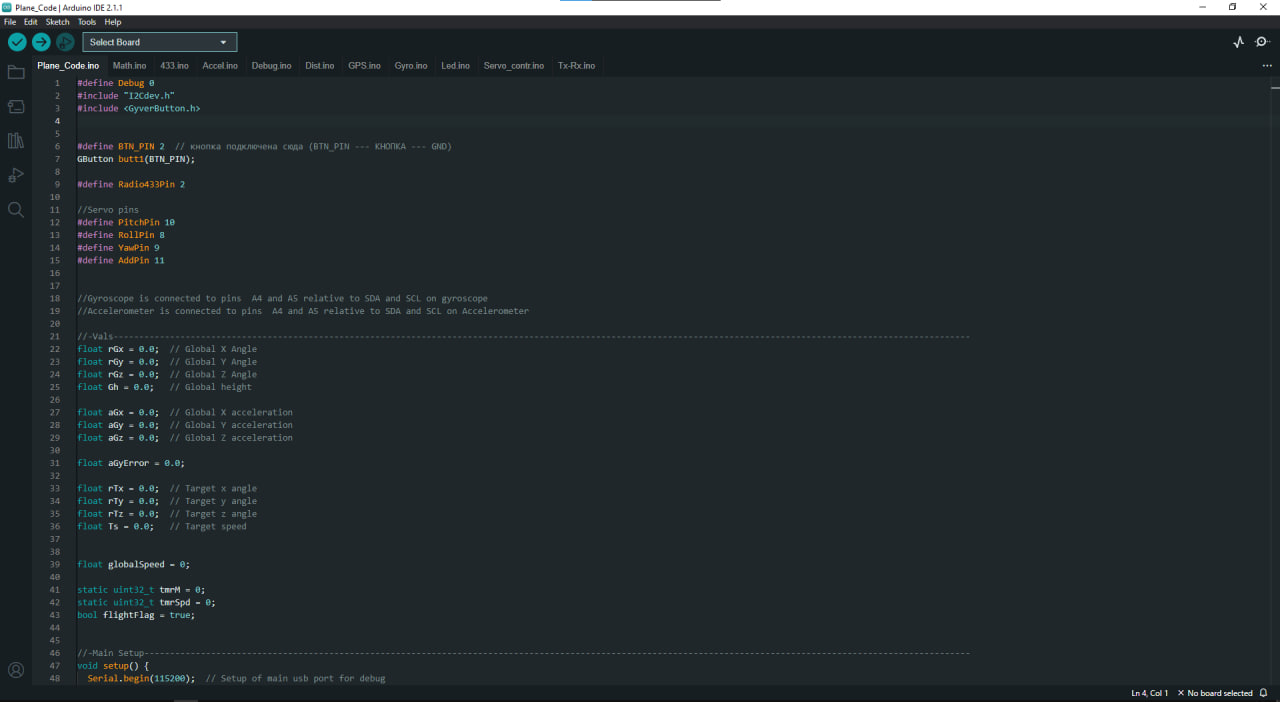 Plane_Code | Arduino IDE 2.1.1
File Edit Sketch Tools Help
Select Board
Plane_Code.ino Math.ino 433.ino Accel.ino Debug.ino Dist.ino GPS.ino Gyro.ino Led.ino Servo_contr.ino Tx-Rx.ino
1 #define Debug 0
2 #include "I2Cdev.h"
3 #include <GyverButton.h>
4
5
6 #define BTN_PIN 2 // кнопка подключена сюда (BTN_PIN --- КНОПКА --- GND)
7 GButton butt1(BTN_PIN);
8
9 #define Radio433Pin 2
10
11 //Servo pins
12 #define PitchPin 10
13 #define RollPin 8
14 #define YawPin 9
15 #define AddPin 11
16
17
18 //Gyroscope is connected to pins  A4 and A5 relative to SDA and SCL on gyroscope
19 //Accelerometer is connected to pins  A4 and A5 relative to SDA and SCL on Accelerometer
20
21 //-Vals------------------------------------------------------------------------------------------------------------------------------------------------------------------------
22 float rGx = 0.0; // Global X Angle
23 float rGy = 0.0; // Global Y Angle
24 float rGz = 0.0; // Global Z Angle
25 float Gh = 0.0; // Global height
26
27 float aGx = 0.0; // Global X acceleration
28 float aGy = 0.0; // Global Y acceleration
29 float aGz = 0.0; // Global Z acceleration
30
31 float aGyError = 0.0;
32
33 float rTx = 0.0; // Target x angle
34 float rTy = 0.0; // Target y angle
35 float rTz = 0.0; // Target z angle
36 float Ts = 0.0; // Target speed
37
38
39 float globalSpeed = 0;
40
41 static uint32_t tmrM = 0;
42 static uint32_t tmrSpd = 0;
43 bool flightFlag = true;
44
45
46 //-Main Setup------------------------------------------------------------------------------------------------------------------------------------------------------------------
47 void setup() {
48 Serial.begin(115200); // Setup of main usb port for debug
Ln 4, Col 1 × No board selected